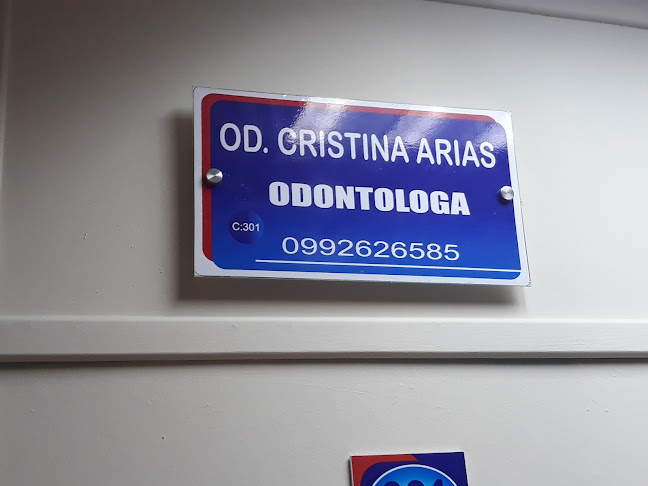 OD. CRISTINA ARIAS
ODONTOLOGA
C:301
0992626585